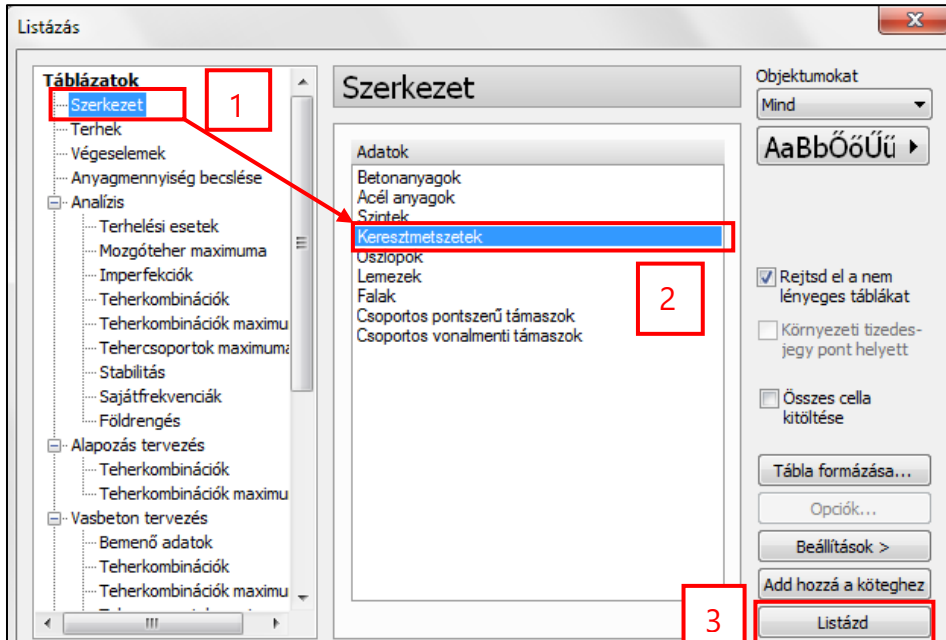 Listázás
Táblázatok
Szerkezet
Terhek
Végeselemek
Anyagmennyiség becslése
Analízis
Terhelési esetek
Mozgóteher maximuma
Imperfekciók
Teherkombinációk
Teherkombinációk maximu
Tehercsoportok maximuma
Stabilitás
Sajátfrekvenciák
Földrengés
Alapozás tervezés
Teherkombinációk
Teherkombinációk maximu
Vasbeton tervezés
Bemenő adatok
Teherkombinációk
Teherkombinációk maximu
1
Szerkezet
Adatok
Betonanyagok
Acél anyagok
Szintek
Keresztmetszetek
Oszlopok
Lemezek
Falak
Csoportos pontszerű támaszok
Csoportos vonalmenti támaszok
2
Objektumokat
Mind
AaBbŐőŰű
Rejtsd el a nem
lényeges táblákat
Környezeti tizedes-
jegy pont helyett
Összes cella
kitöltése
Tábla formázása...
Opciók...
Beállítások >
Add hozzá a köteghez
3
Listázd